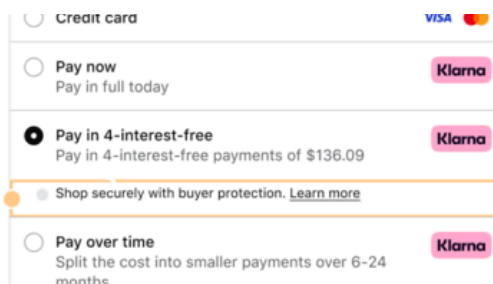 Credit card VISA
Pay now Klarna
Pay in full today
Pay in 4-interest-free Klarna
Pay in 4-interest-free payments of $136.09
Shop securely with buyer protection. Learn more
Pay over time Klarna
Split the cost into smaller payments over 6-24
months